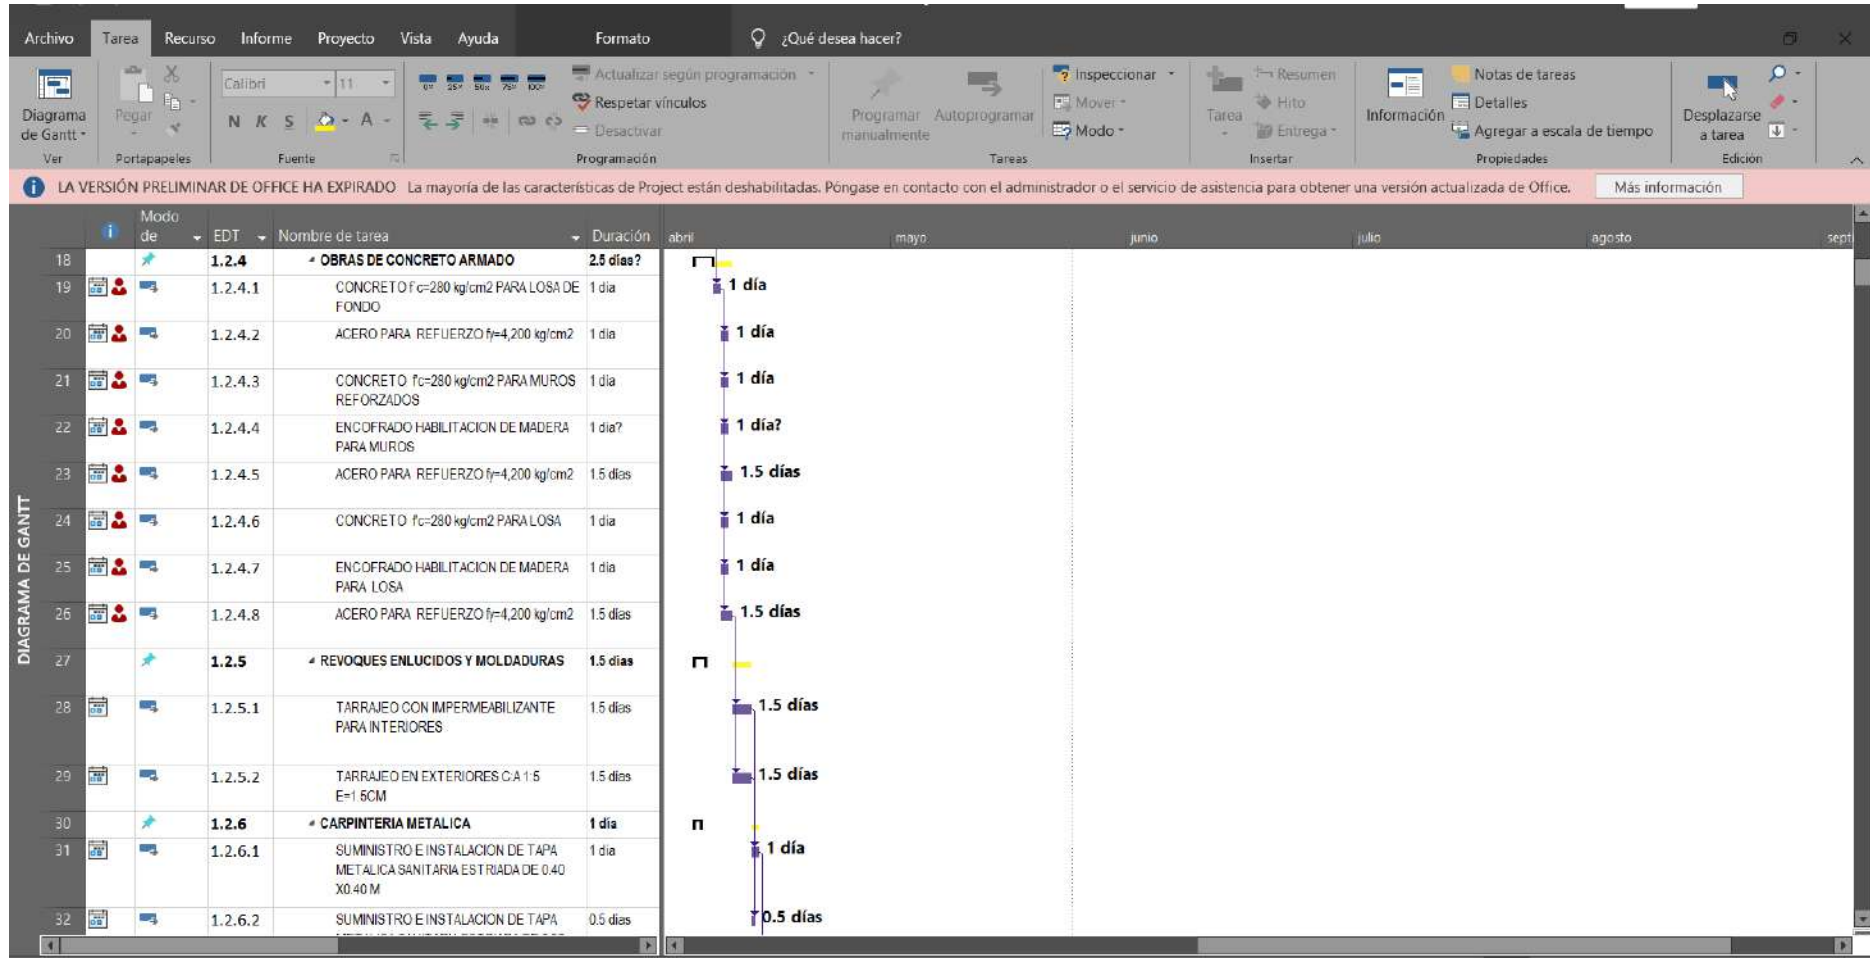 Archivo Tarea Recurso Informe Proyecto Vista Ayuda Formato ¿Qué desea hacer?
Diagrama de Gantt
Ver
Pegar
Portapapeles
Calibri 11
N K S A
Fuente
0% 25% 50% 75% 100%
Actualizar según programación
Respetar vínculos
Desactivar
Programación
Programar manualmente
Autoprogramar
Inspeccionar
Mover
Modo
Tareas
Tarea
Resumen
Hito
Entrega
Insertar
Información
Notas de tareas
Detalles
Agregar a escala de tiempo
Propiedades
Desplazarse a tarea
Edición
LA VERSIÓN PRELIMINAR DE OFFICE HA EXPIRADO La mayoría de las características de Project están deshabilitadas. Póngase en contacto con el administrador o el servicio de asistencia para obtener una versión actualizada de Office. Más información
Modo de EDT Nombre de tarea Duración abril mayo junio julio agosto septi
DIAGRAMA DE GANTT
18 1.2.4 OBRAS DE CONCRETO ARMADO 2.5 días?
19 1.2.4.1 CONCRETO f'c=280 kg/cm2 PARA LOSA DE 1 día 1 día
FONDO
20 1.2.4.2 ACERO PARA REFUERZO fy=4,200 kg/cm2 1 día 1 día
21 1.2.4.3 CONCRETO f'c=280 kg/cm2 PARA MUROS 1 día 1 día
REFORZADOS
22 1.2.4.4 ENCOFRADO HABILITACION DE MADERA 1 día? 1 día?
PARA MUROS
23 1.2.4.5 ACERO PARA REFUERZO fy=4,200 kg/cm2 1.5 días 1.5 días
24 1.2.4.6 CONCRETO f'c=280 kg/cm2 PARA LOSA 1 día 1 día
25 1.2.4.7 ENCOFRADO HABILITACION DE MADERA 1 día 1 día
PARA LOSA
26 1.2.4.8 ACERO PARA REFUERZO fy=4,200 kg/cm2 1.5 días 1.5 días
27 1.2.5 REVOQUES ENLUCIDOS Y MOLDADURAS 1.5 días
28 1.2.5.1 TARRAJEO CON IMPERMEABILIZANTE 1.5 días 1.5 días
PARA INTERIORES
29 1.2.5.2 TARRAJEO EN EXTERIORES C:A 1:5 1.5 días 1.5 días
E=1.5CM
30 1.2.6 CARPINTERIA METALICA 1 día
31 1.2.6.1 SUMINISTRO E INSTALACION DE TAPA 1 día 1 día
METALICA SANITARIA ESTRIADA DE 0.40
X0.40 M
32 1.2.6.2 SUMINISTRO E INSTALACION DE TAPA 0.5 días 0.5 días